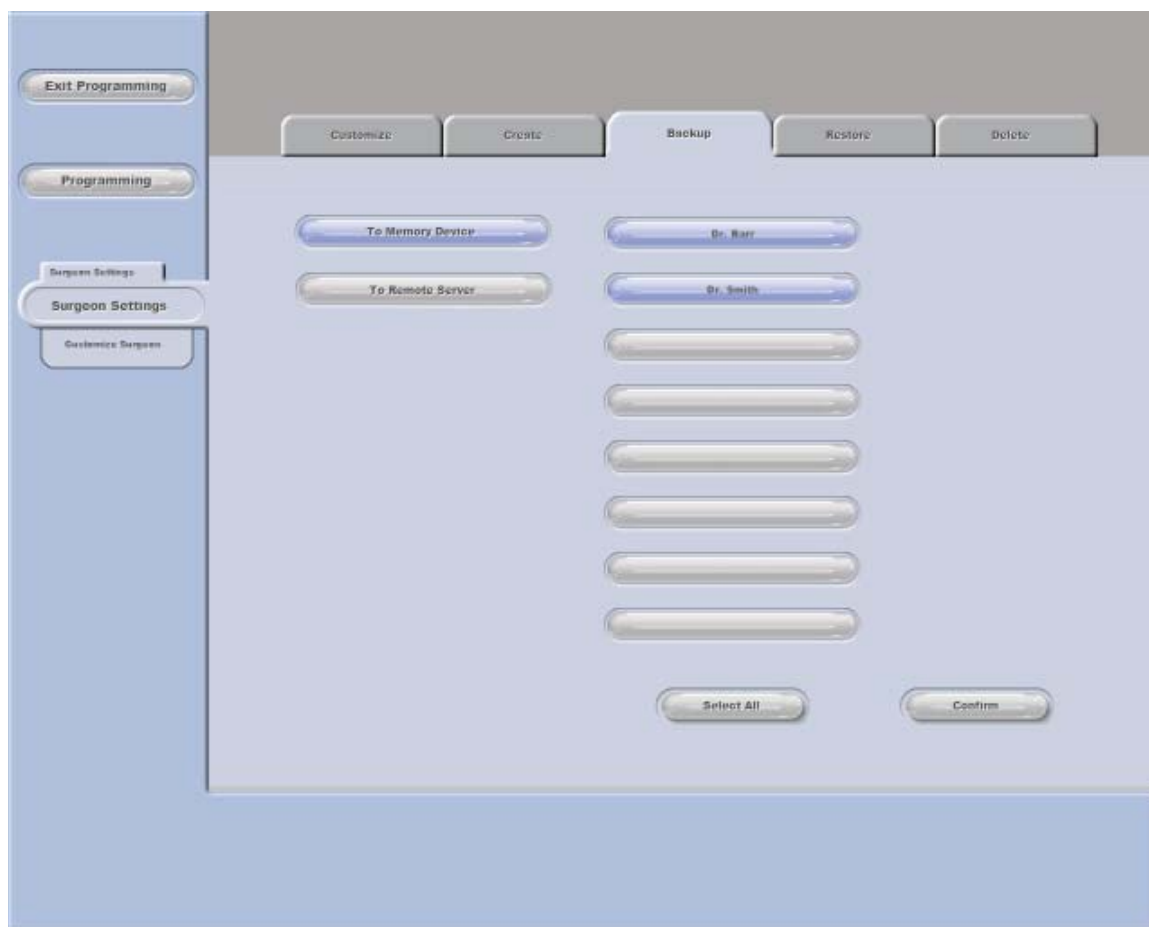 Exit Programming
Customize
Create
Backup
Restore
Delete
Programming
To Memory Device
Dr. Barr
Surgeon Settings
To Remote Server
Dr. Smith
Surgeon Settings
Customize Surgeon
Select All
Confirm